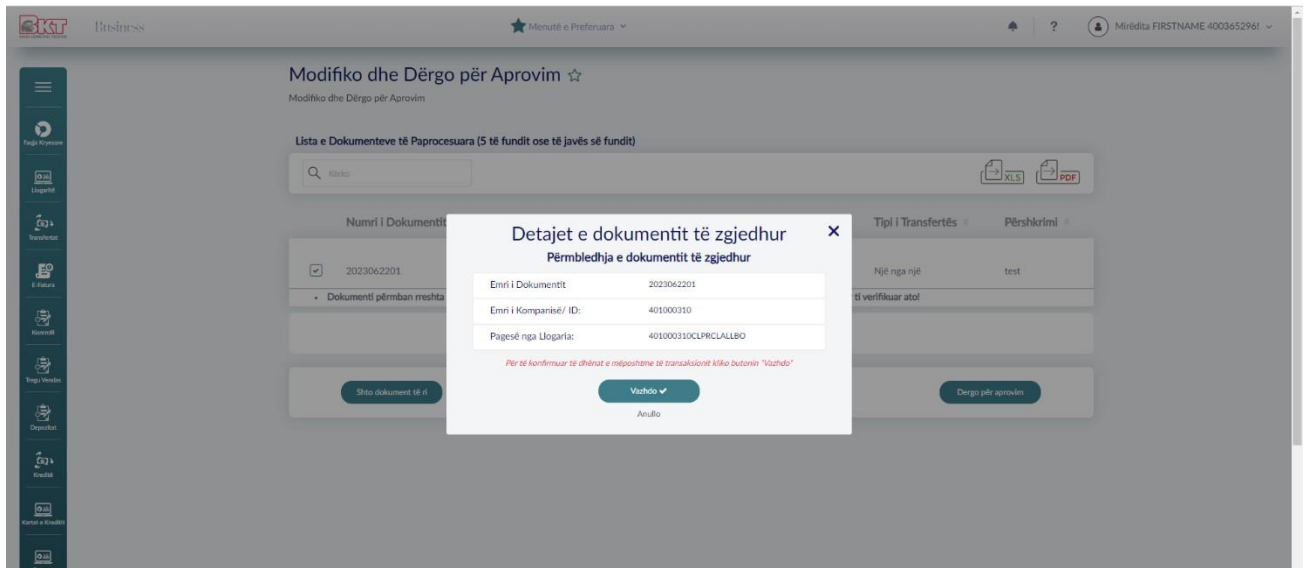 BKT Business
Menutë e Preferuara
?
Mirëdita FIRSTNAME 4003652968
Modifiko dhe Dërgo për Aprovim
Modifiko dhe Dërgo për Aprovim
Lista e Dokumenteve të Paprocesuara (5 të fundit ose të javës së fundit)
Kërko
XLS PDF
Numri i Dokumentit Tipi i Transfertës Përshkrimi
2023062201 Një nga një test
Dokumenti përmban rreshta ti verifikuar ato!
Shto dokument të ri
Dergo për aprovim
Detajet e dokumentit të zgjedhur
Përmbledhja e dokumentit të zgjedhur
Emri i Dokumentit 2023062201
Emri i Kompanisë/ ID: 401000310
Pagesë nga Llogaria: 401000310CLPRCLALLBO
Për të konfirmuar të dhënat e mëposhtme të transaksionit kliko butonin "Vazhdo"
Vazhdo
Anullo
Faqja Kryesore
Llogaritë
Transfertat
E-Fatura
Kontrolli
Tregu Vendas
Depozitat
Kreditë
Kartat e Kreditit